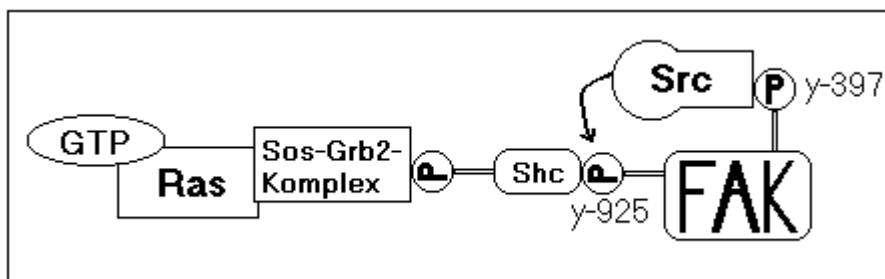 GTP
Ras
Sos-Grb2-
Komplex
P
Shc
P
y-925
Src
P
y-397
FAK